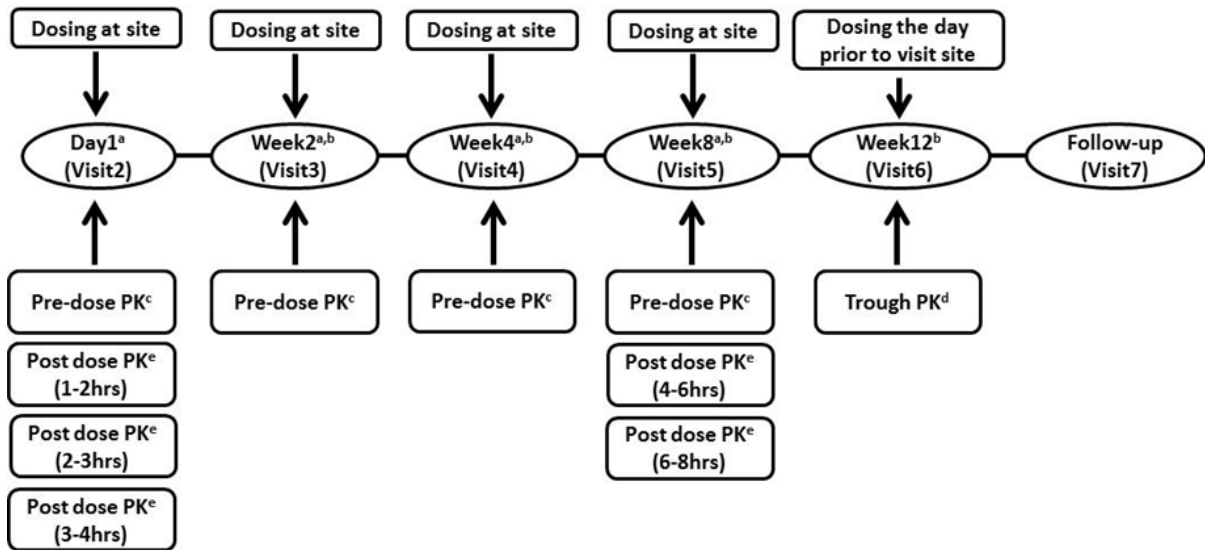 Dosing at site
Dosing at site
Dosing at site
Dosing at site
Dosing the day
prior to visit site
Day1ᵃ
(Visit2)
Week2ᵃ,ᵇ
(Visit3)
Week4ᵃ,ᵇ
(Visit4)
Week8ᵃ,ᵇ
(Visit5)
Week12ᵇ
(Visit6)
Follow-up
(Visit7)
Pre-dose PKᶜ
Pre-dose PKᶜ
Pre-dose PKᶜ
Pre-dose PKᶜ
Trough PKᵈ
Post dose PKᵉ
(1-2hrs)
Post dose PKᵉ
(4-6hrs)
Post dose PKᵉ
(2-3hrs)
Post dose PKᵉ
(6-8hrs)
Post dose PKᵉ
(3-4hrs)